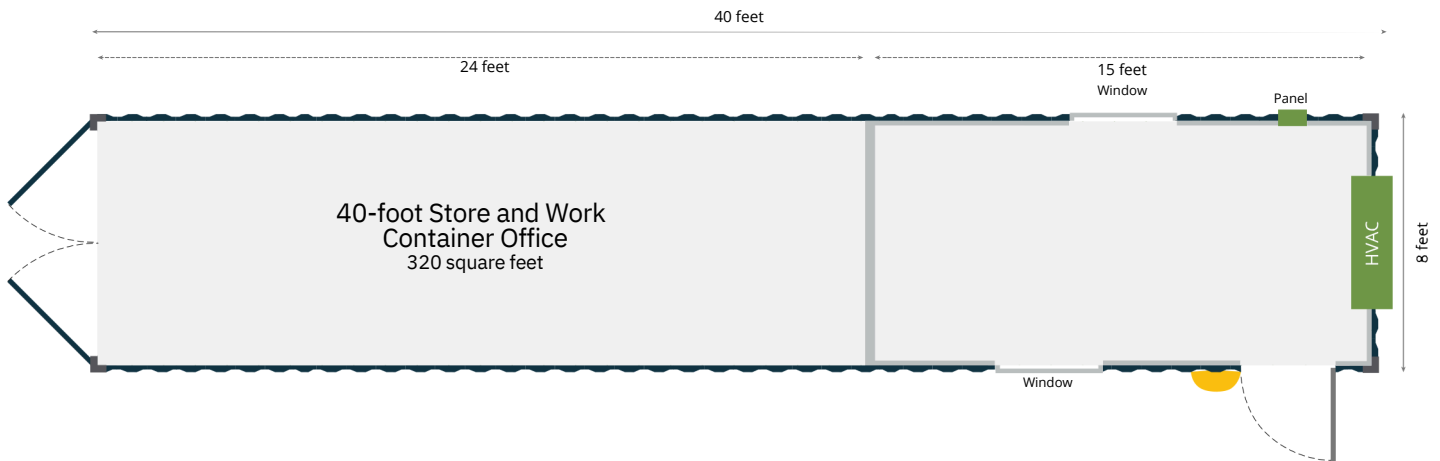 40 feet
24 feet
15 feet
Window
Panel
40-foot Store and Work
Container Office
320 square feet
HVAC
8 feet
Window